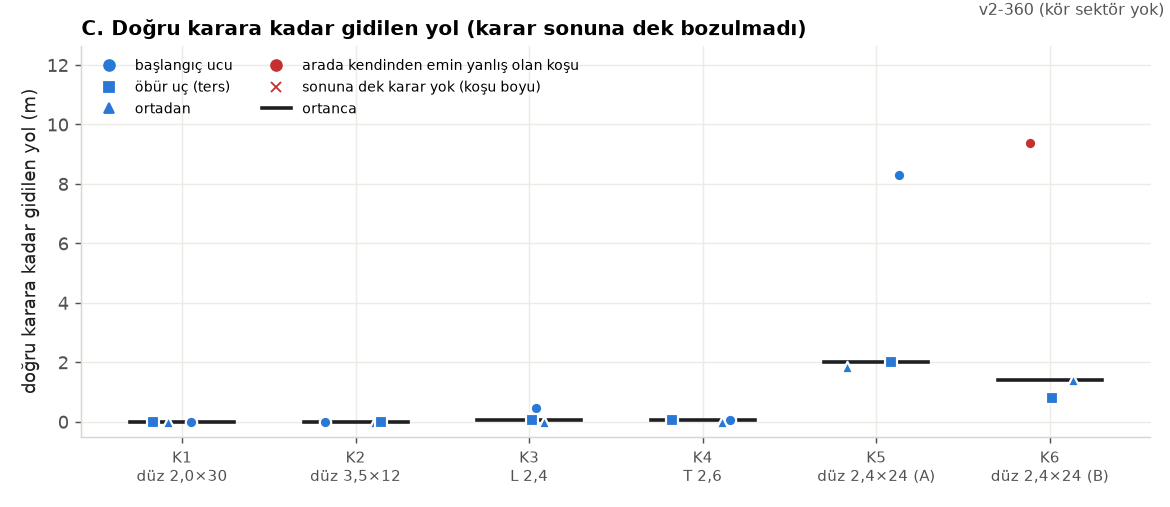 v2-360 (kör sektör yok)
C. Doğru karara kadar gidilen yol (karar sonuna dek bozulmadı)
başlangıç ucu
öbür uç (ters)
ortadan
arada kendinden emin yanlış olan koşu
sonuna dek karar yok (koşu boyu)
ortanca
doğru karara kadar gidilen yol (m)
12
10
8
6
4
2
0
K1
düz 2,0×30
K2
düz 3,5×12
K3
L 2,4
K4
T 2,6
K5
düz 2,4×24 (A)
K6
düz 2,4×24 (B)